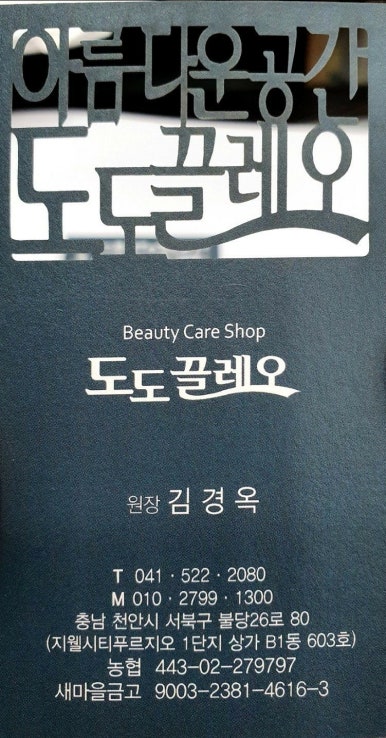 아름다운공간
도도끌레오
Beauty Care Shop
도도끌레오
원장 김경옥
T 041 · 522 · 2080
M 010 · 2799 · 1300
충남 천안시 서북구 불당26로 80
(지웰시티푸르지오 1단지 상가 B1동 603호)
농협 443-02-279797
새마을금고 9003-2381-4616-3